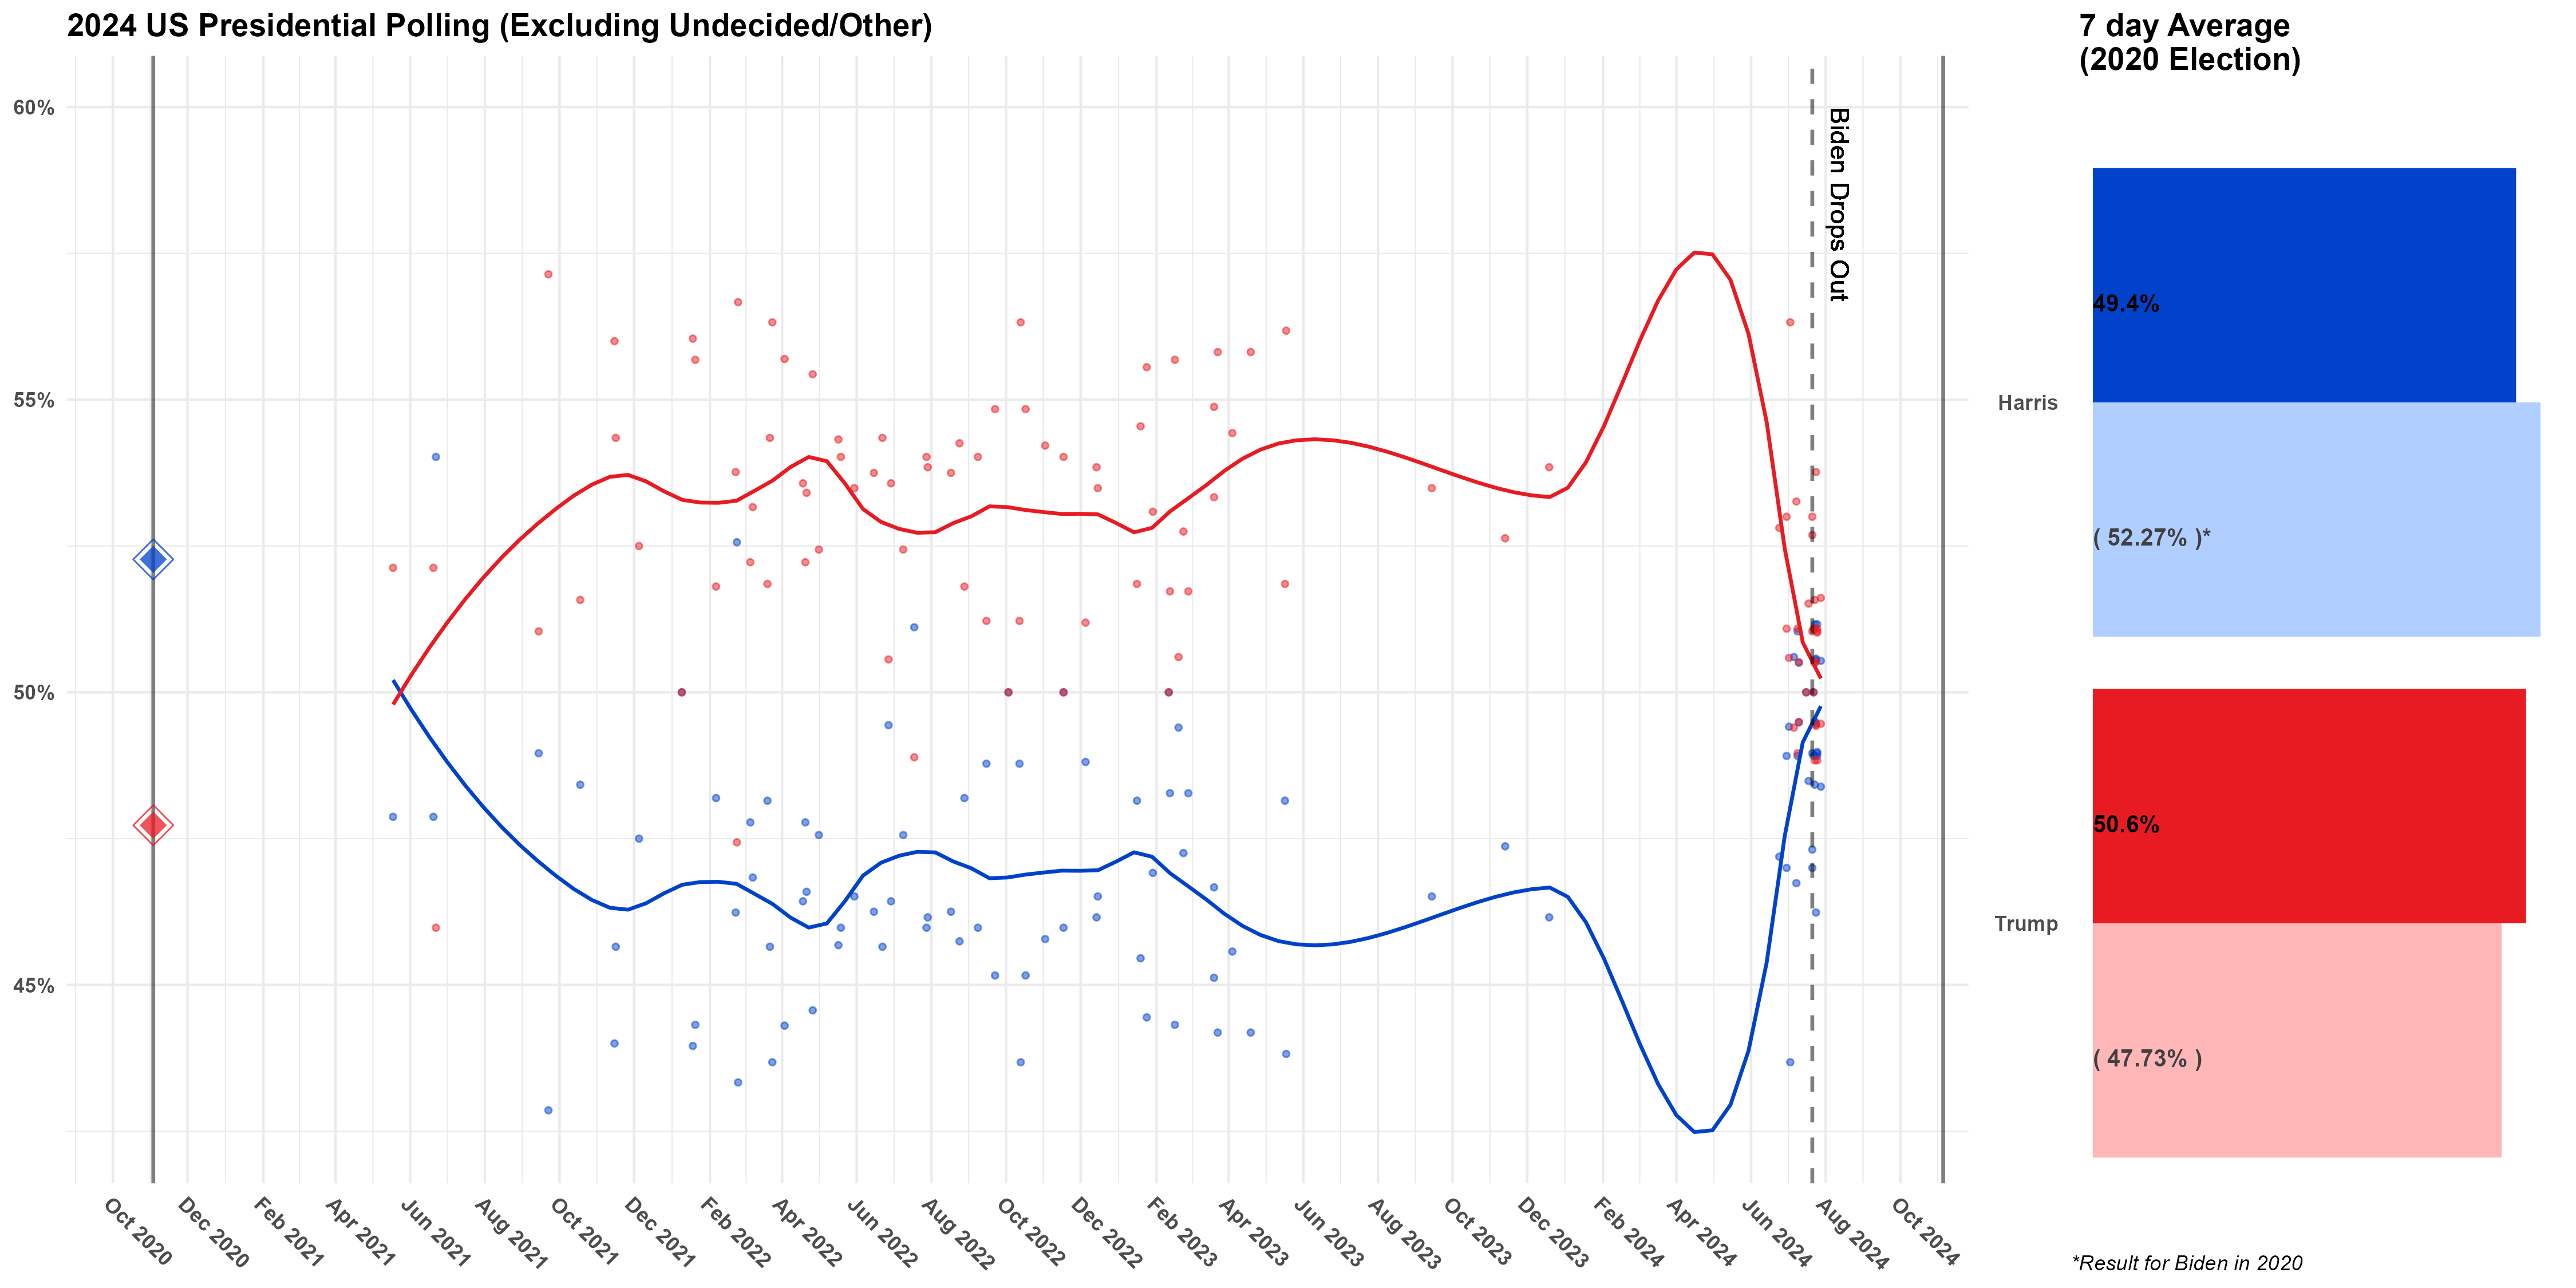 2024 US Presidential Polling (Excluding Undecided/Other)
7 day Average
(2020 Election)
60%
55%
50%
45%
Biden Drops Out
Harris
49.4%
( 52.27% )*
Trump
50.6%
( 47.73% )
Oct 2020
Dec 2020
Feb 2021
Apr 2021
Jun 2021
Aug 2021
Oct 2021
Dec 2021
Feb 2022
Apr 2022
Jun 2022
Aug 2022
Oct 2022
Dec 2022
Feb 2023
Apr 2023
Jun 2023
Aug 2023
Oct 2023
Dec 2023
Feb 2024
Apr 2024
Jun 2024
Aug 2024
Oct 2024
*Result for Biden in 2020